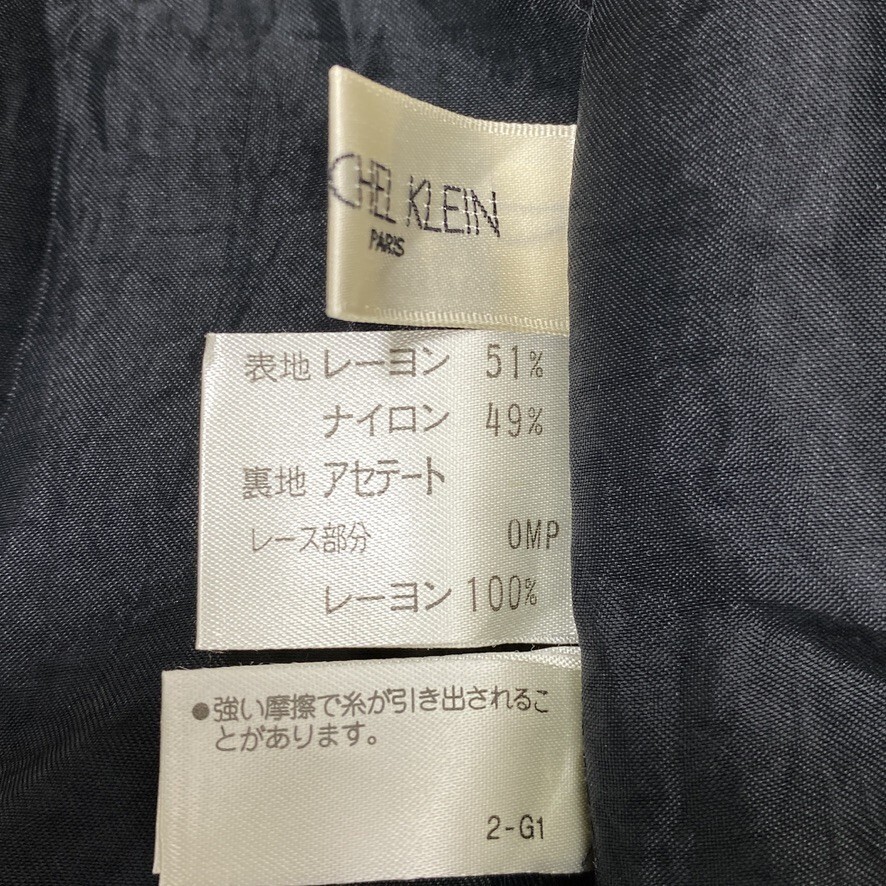 CHEL KLEIN
PARIS
表地 レーヨン 51%
ナイロン 49%
裏地 アセテート
レース部分 OMP
レーヨン 100%
●強い摩擦で糸が引き出されるこ
とがあります。
2-G1